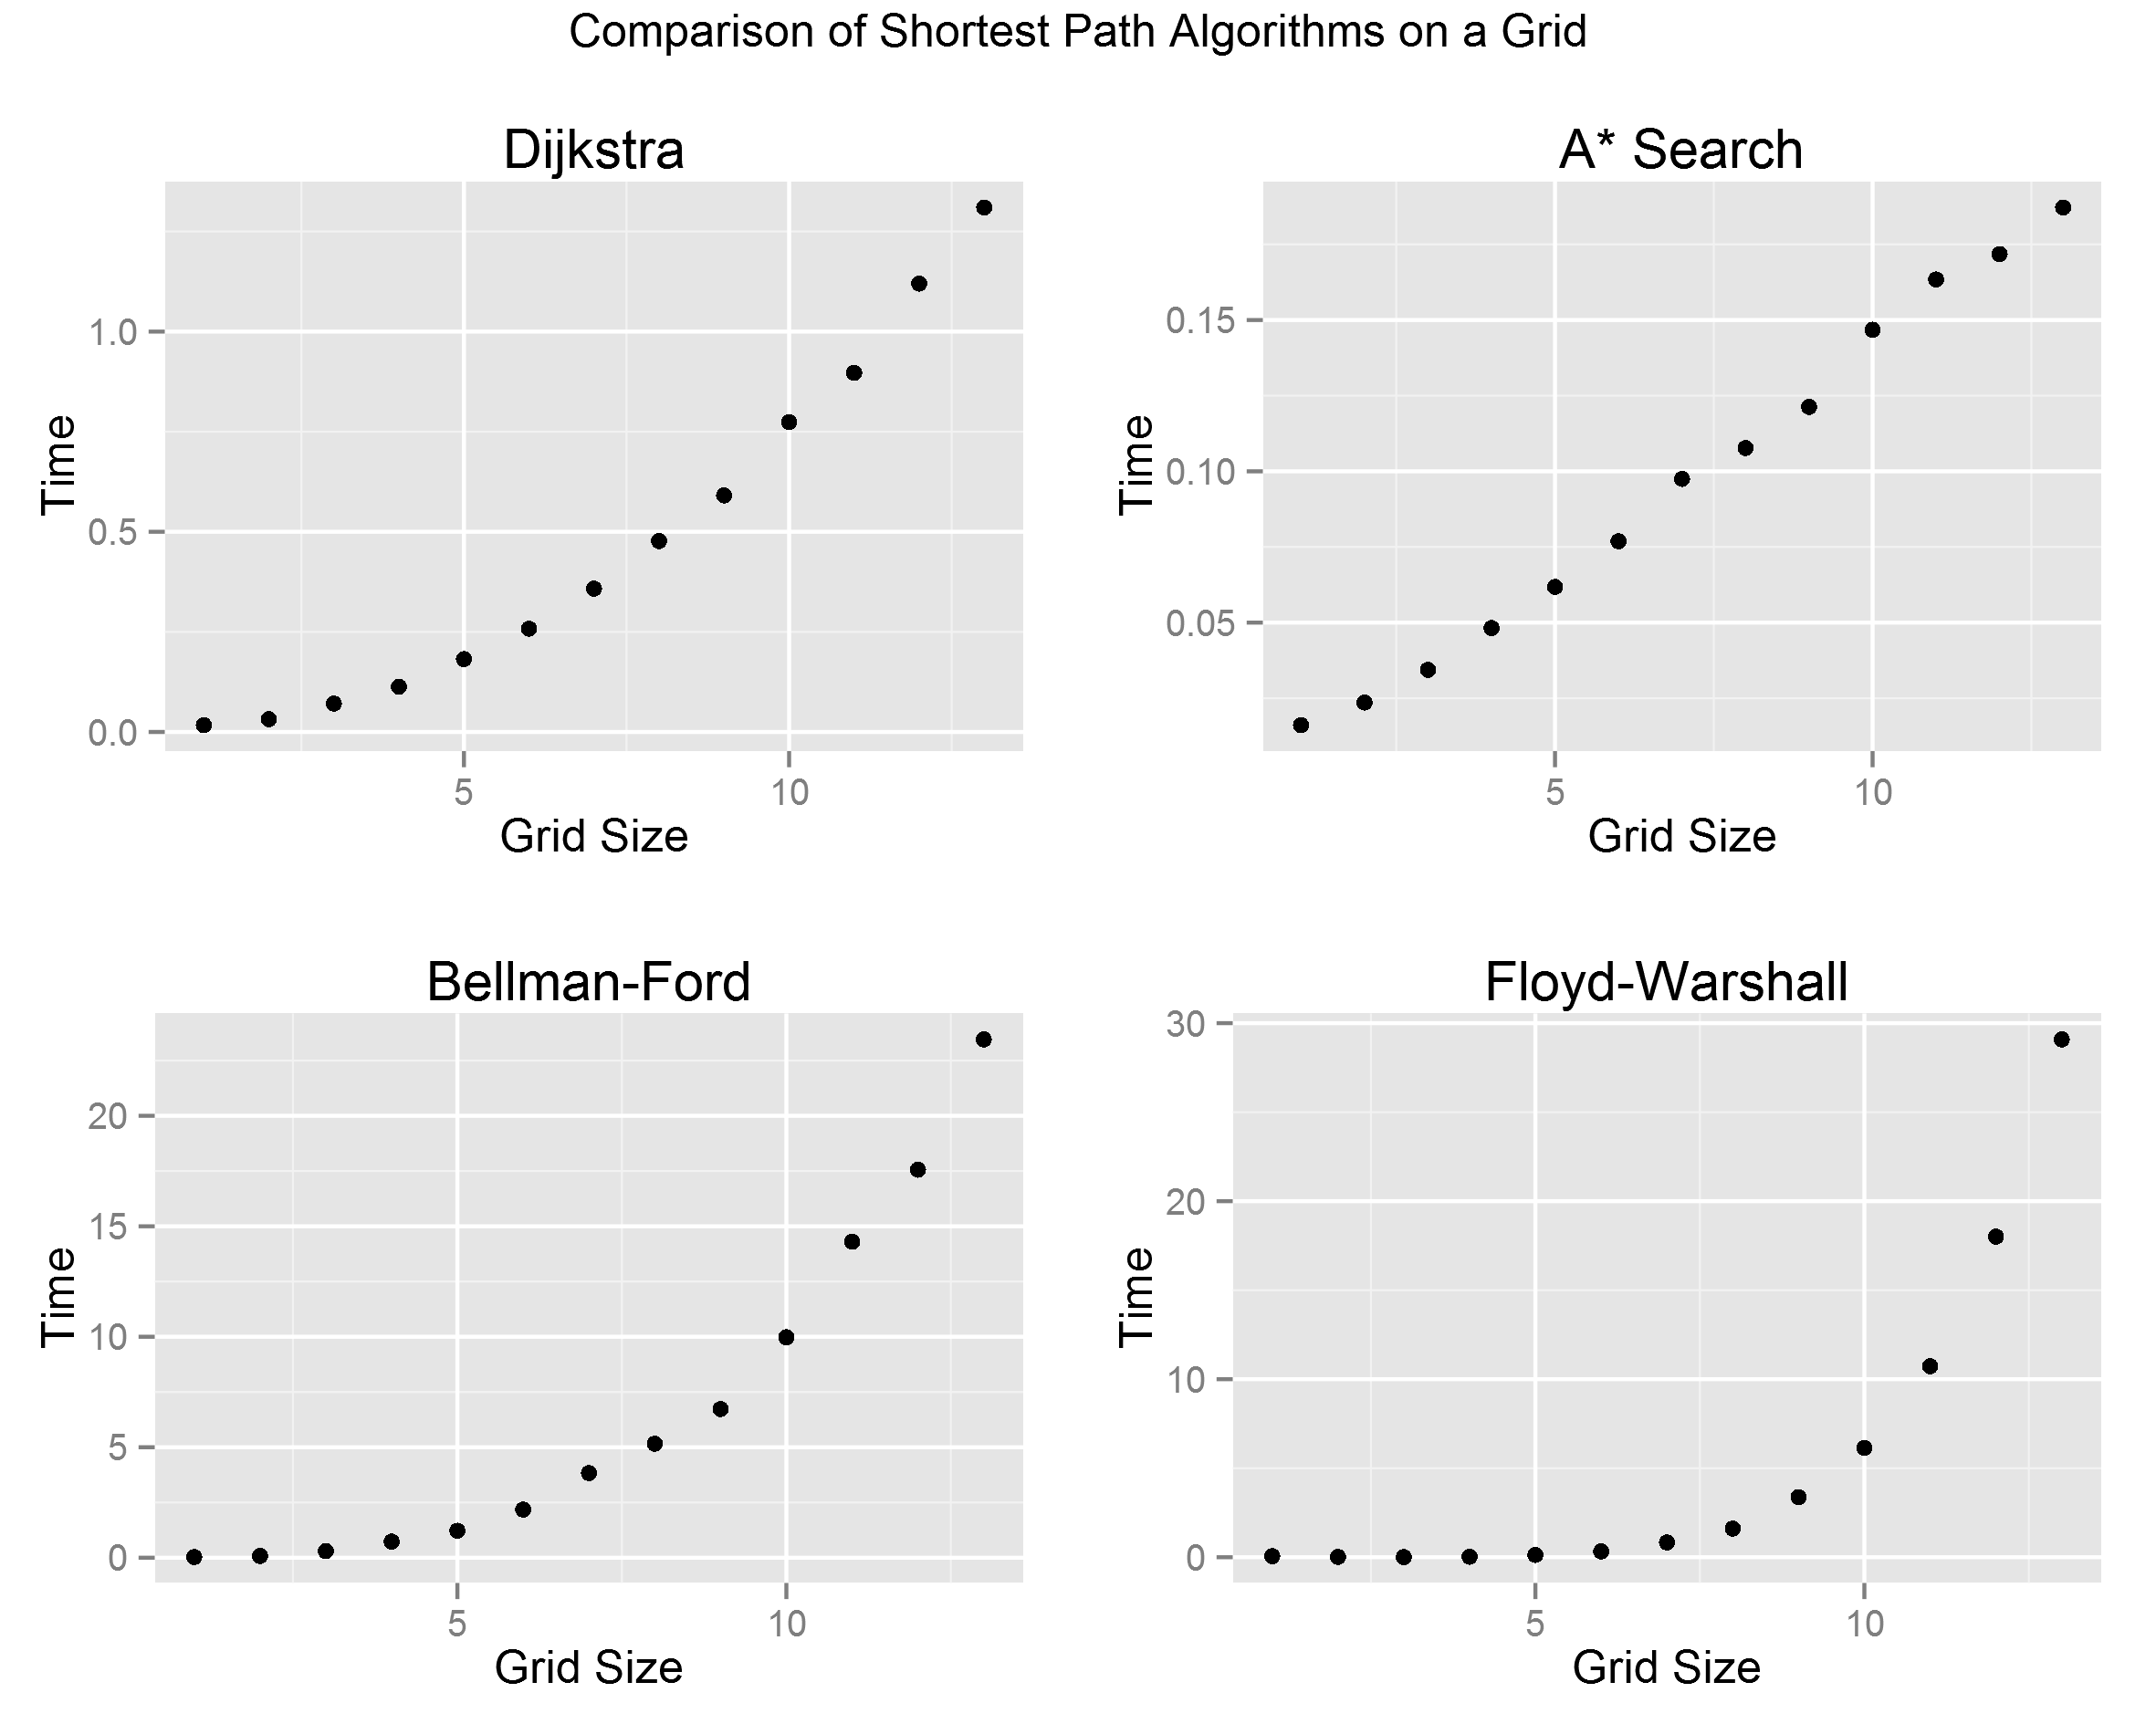 Comparison of Shortest Path Algorithms on a Grid
Dijkstra
1.0
0.5
0.0
Time
5 10
Grid Size
A* Search
0.15
0.10
0.05
Time
5 10
Grid Size
Bellman-Ford
20
15
10
5
0
Time
5 10
Grid Size
Floyd-Warshall
30
20
10
0
Time
5 10
Grid Size